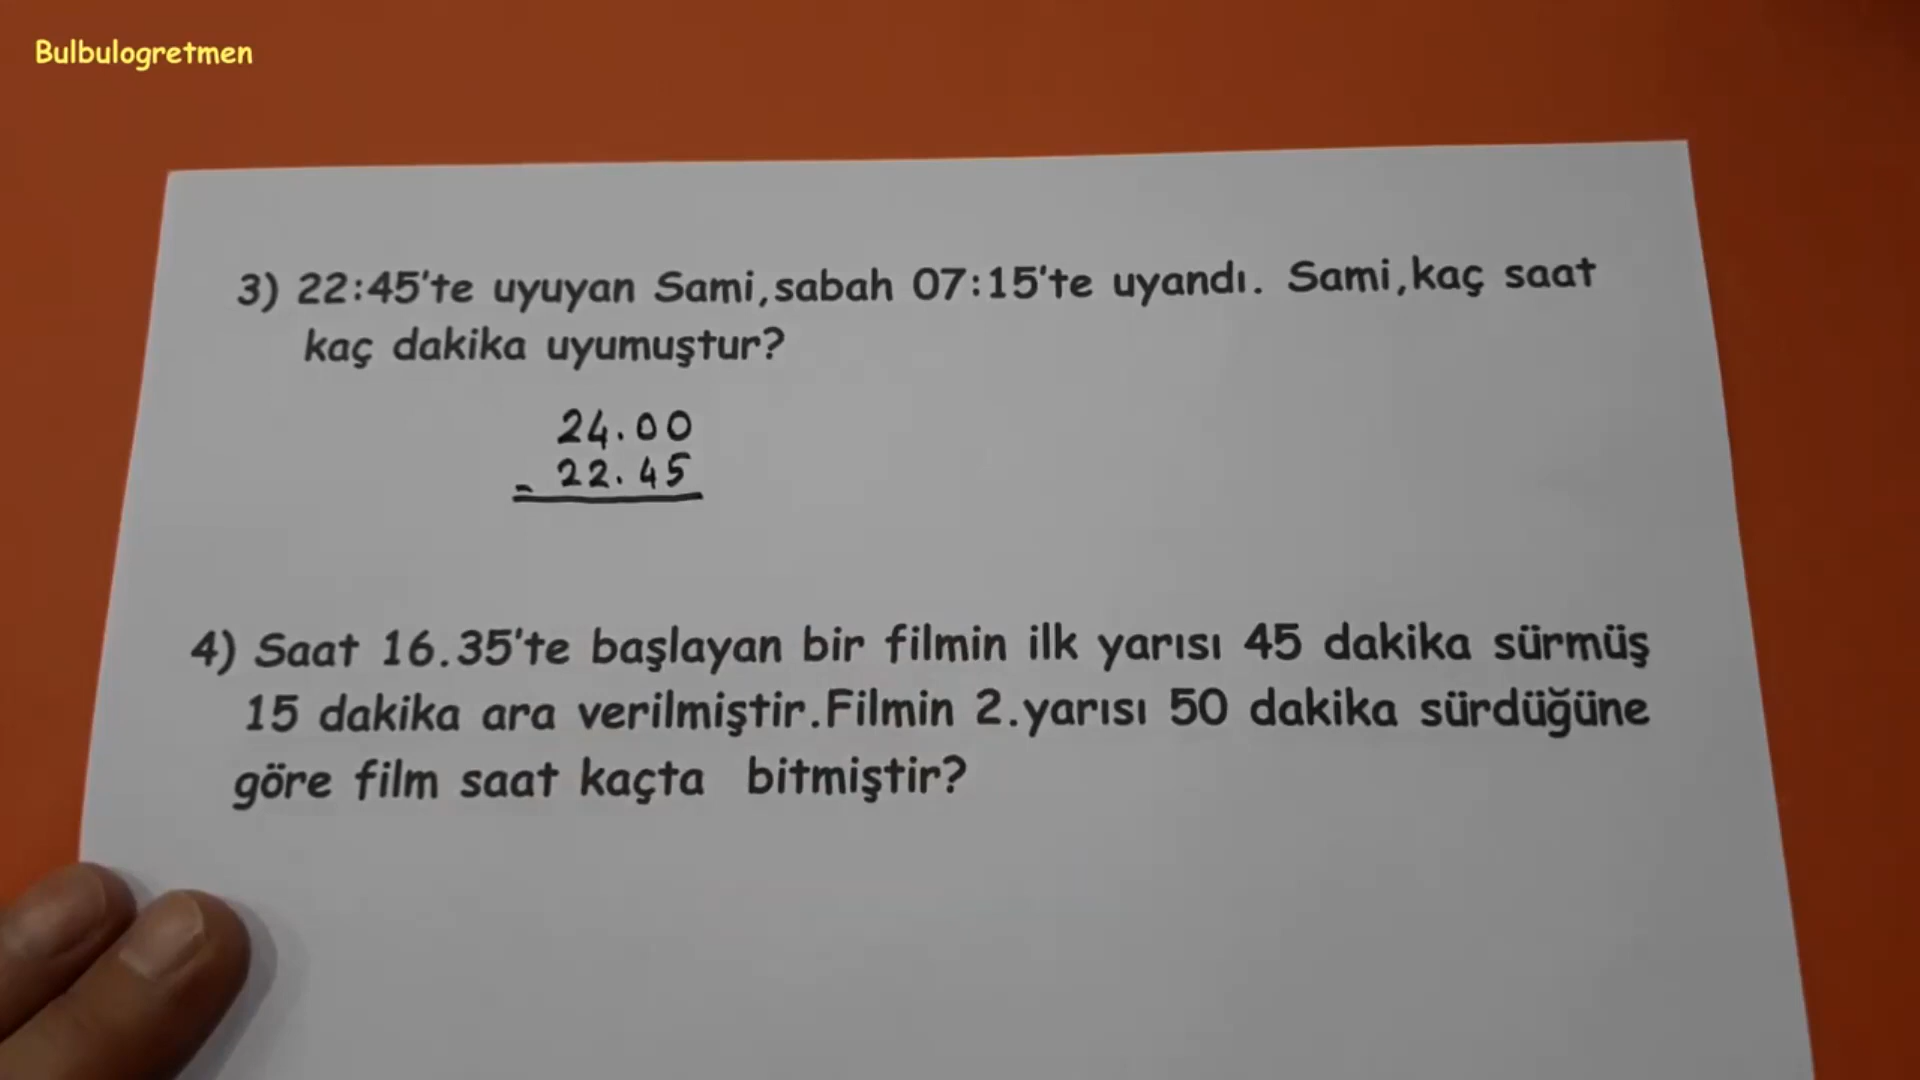 Bulbulogretmen
3) 22:45'te uyuyan Sami,sabah 07:15'te uyandı. Sami,kaç saat
kaç dakika uyumuştur?
24.00
- 22.45
4) Saat 16.35'te başlayan bir filmin ilk yarısı 45 dakika sürmüş
15 dakika ara verilmiştir.Filmin 2.yarısı 50 dakika sürdüğüne
göre film saat kaçta bitmiştir?